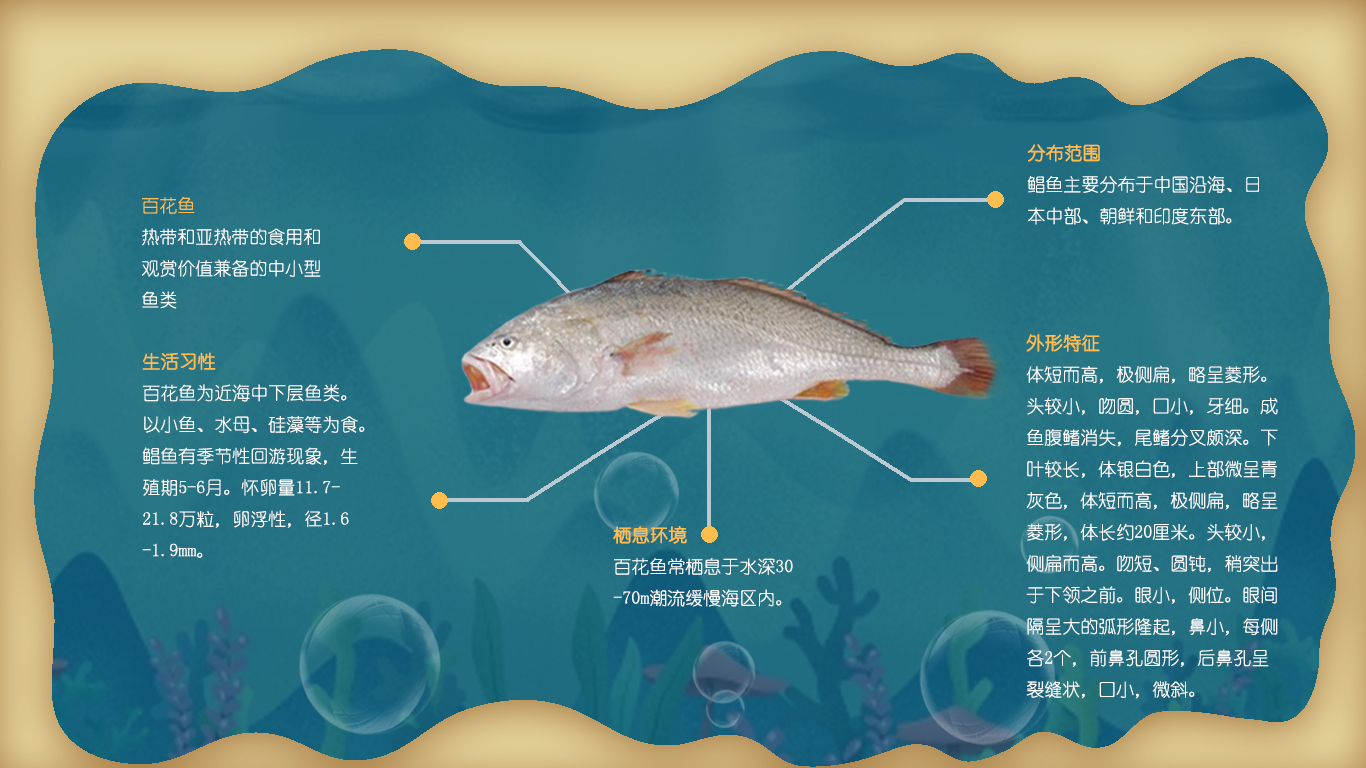 百花鱼
热带和亚热带的食用和
观赏价值兼备的中小型
鱼类
生活习性
百花鱼为近海中下层鱼类。
以小鱼、水母、硅藻等为食。
鲳鱼有季节性回游现象，生
殖期5-6月。怀卵量11.7-
21.8万粒，卵浮性，径1.6
-1.9mm。
栖息环境
百花鱼常栖息于水深30
-70m潮流缓慢海区内。
分布范围
鲳鱼主要分布于中国沿海、日
本中部、朝鲜和印度东部。
外形特征
体短而高，极侧扁，略呈菱形。
头较小，吻圆，口小，牙细。成
鱼腹鳍消失，尾鳍分叉颇深。下
叶较长，体银白色，上部微呈青
灰色，体短而高，极侧扁，略呈
菱形，体长约20厘米。头较小，
侧扁而高。吻短、圆钝，稍突出
于下颌之前。眼小，侧位。眼间
隔呈大的弧形隆起，鼻小，每侧
各2个，前鼻孔圆形，后鼻孔呈
裂缝状，口小，微斜。